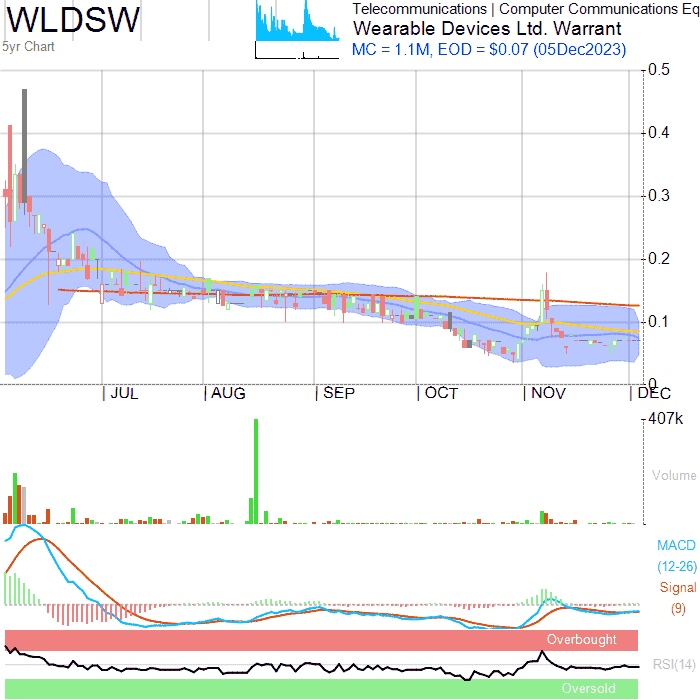 WLDSW
Telecommunications | Computer Communications Eq
Wearable Devices Ltd. Warrant
5yr Chart
MC = 1.1M, EOD = $0.07 (05Dec2023)
0.5
0.4
0.3
0.2
0.1
0
JUL AUG SEP OCT NOV DEC
407k
Volume
MACD
(12-26)
Signal
(9)
Overbought
RSI(14)
Oversold